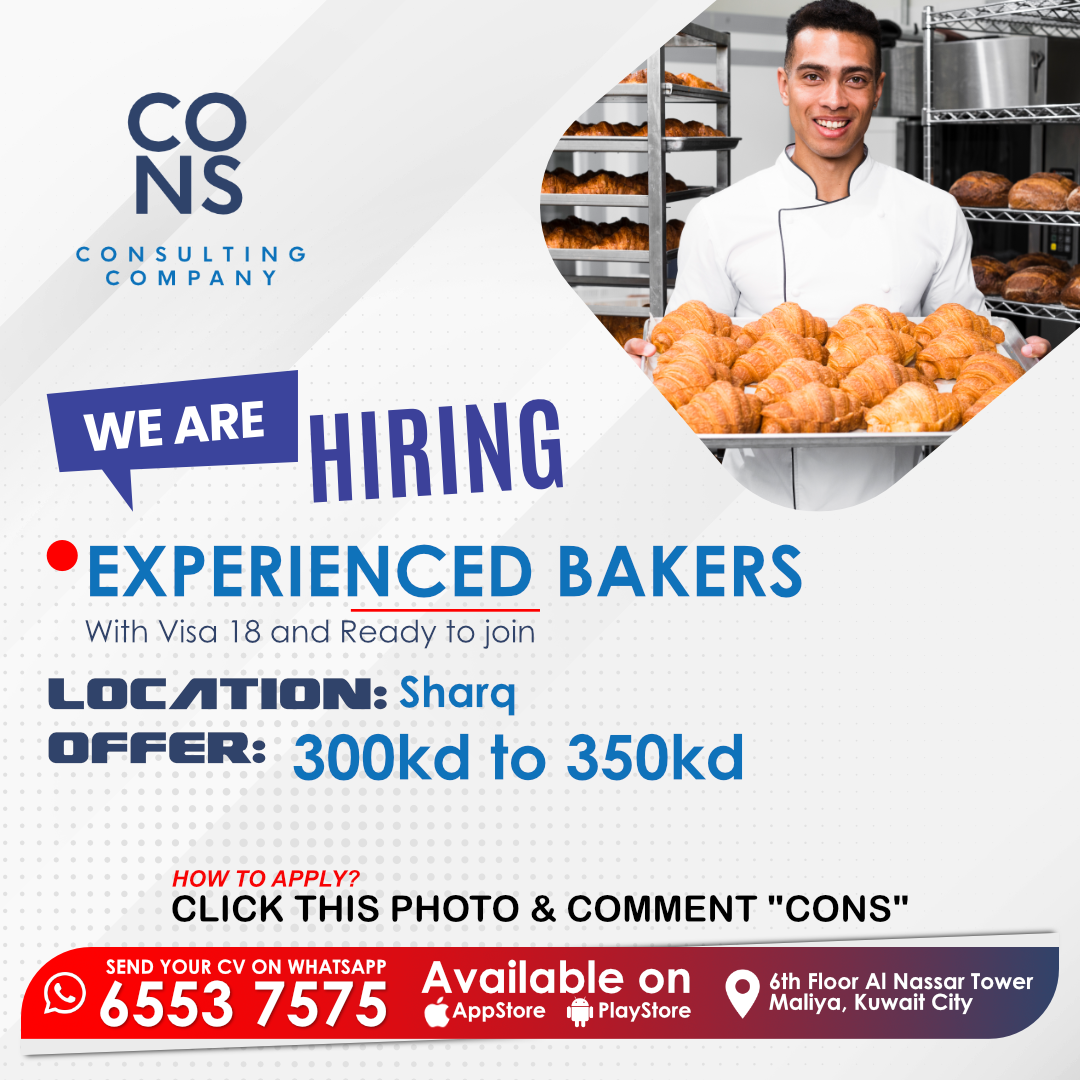 CO
NS
CONSULTING
COMPANY
WE ARE
HIRING
EXPERIENCED BAKERS
With Visa 18 and Ready to join
LOCATION: Sharq
OFFER: 300kd to 350kd
HOW TO APPLY?
CLICK THIS PHOTO & COMMENT "CONS"
SEND YOUR CV ON WHATSAPP
6553 7575
Available on
AppStore PlayStore
6th Floor Al Nassar Tower
Maliya, Kuwait City